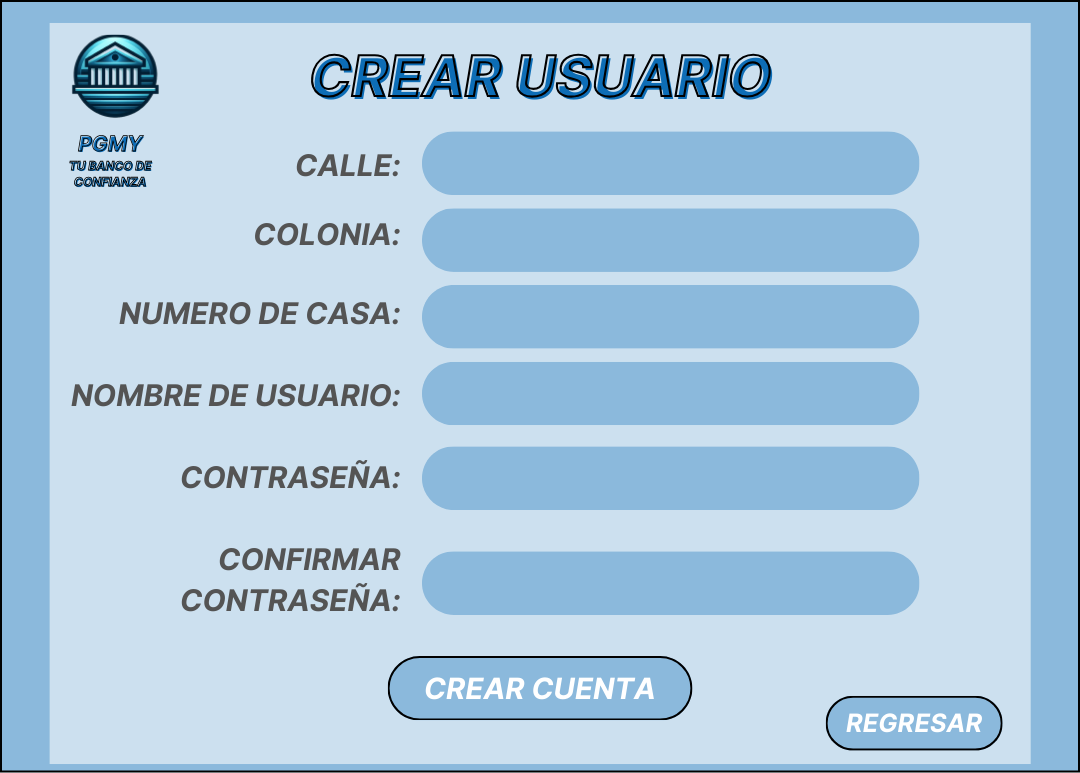 CREAR USUARIO
PGMY
TU BANCO DE
CONFIANZA
CALLE:
COLONIA:
NUMERO DE CASA:
NOMBRE DE USUARIO:
CONTRASEÑA:
CONFIRMAR
CONTRASEÑA:
CREAR CUENTA
REGRESAR